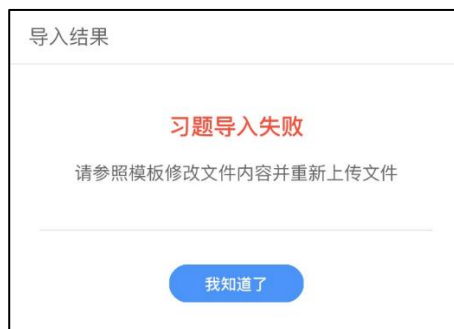 导入结果
习题导入失败
请参照模板修改文件内容并重新上传文件
我知道了